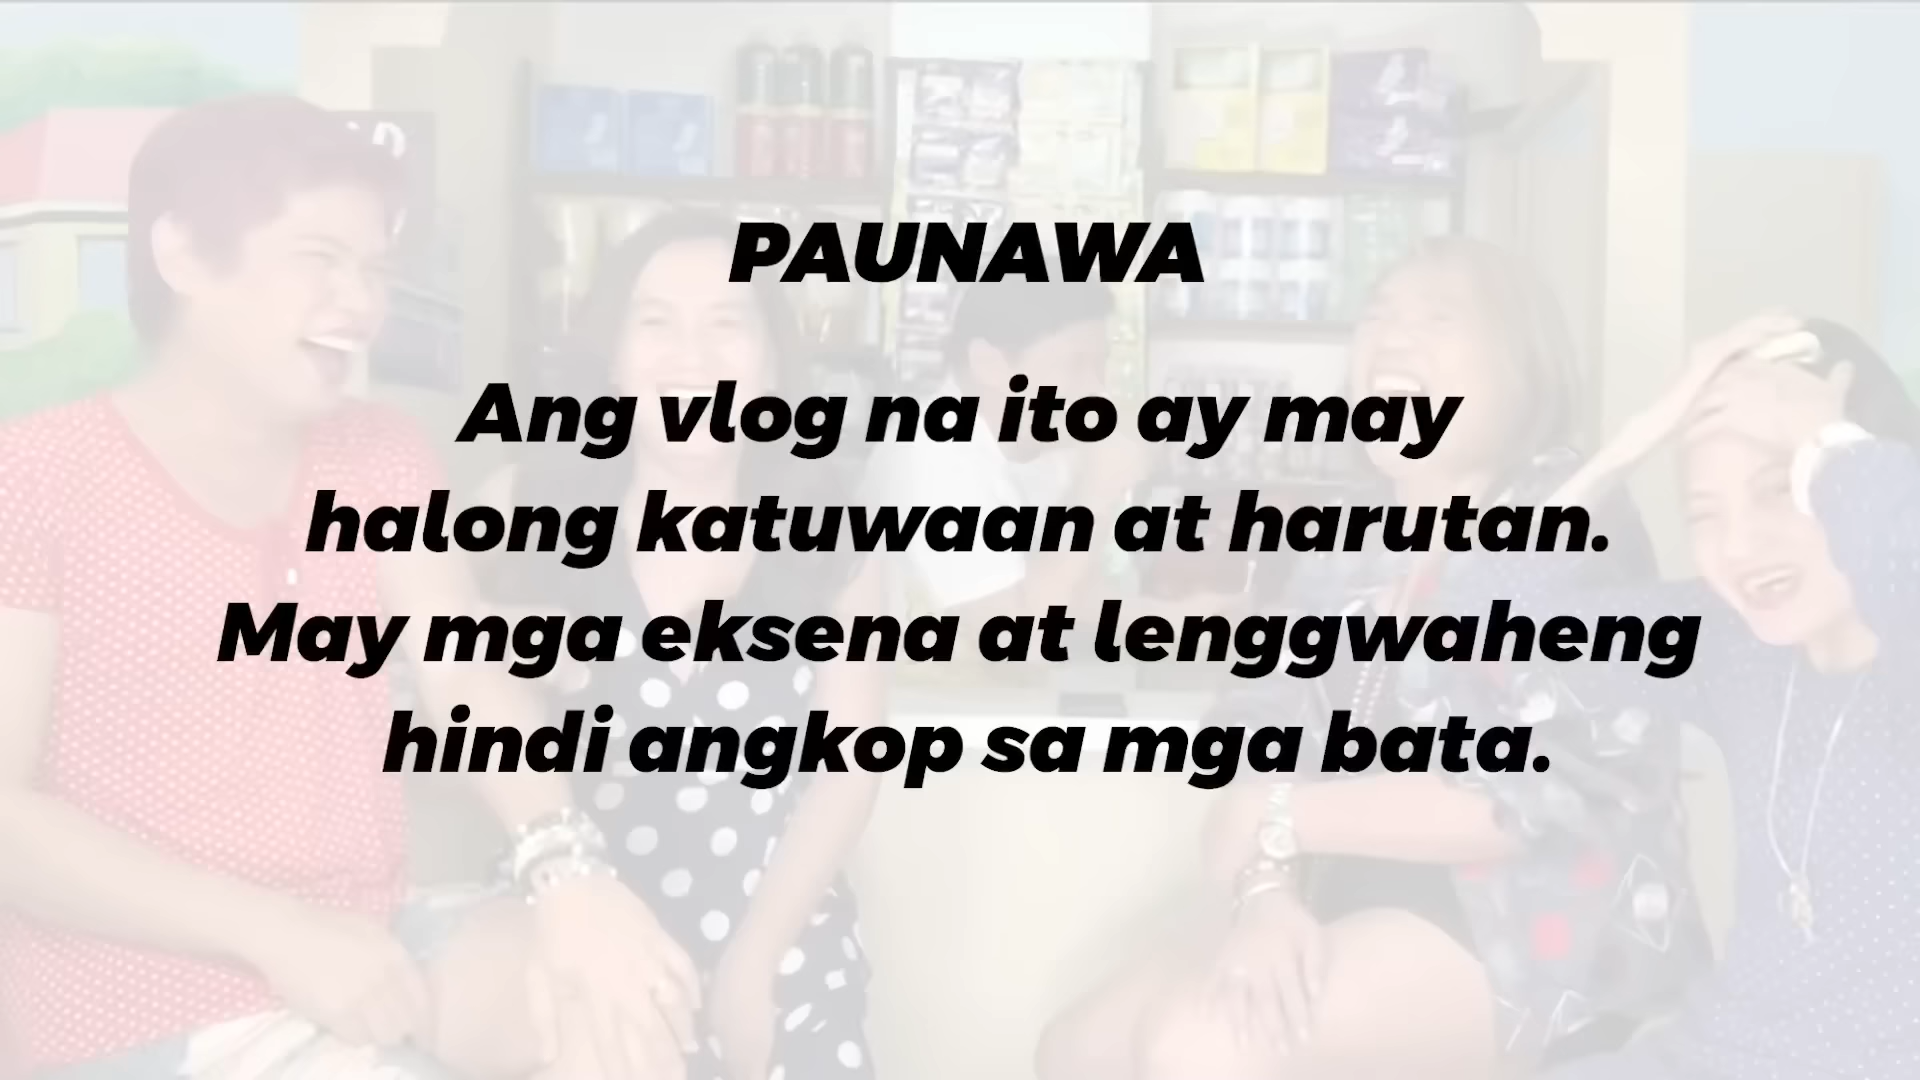 PAUNAWA
Ang vlog na ito ay may
halong katuwaan at harutan.
May mga eksena at lenggwaheng
hindi angkop sa mga bata.